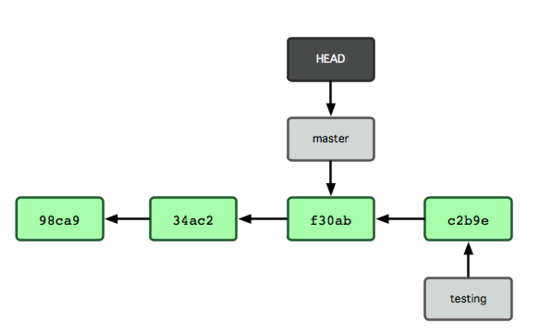 HEAD
master
98ca9
34ac2
f30ab
c2b9e
testing